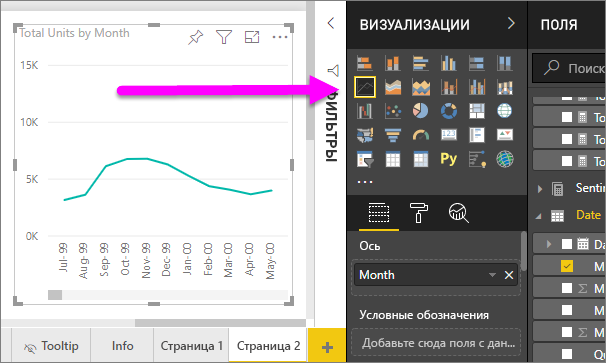 Total Units by Month
15K
10K
5K
0K
Jul-99
Aug-99
Sep-99
Oct-99
Nov-99
Dec-99
Jan-00
Feb-00
Mar-00
Apr-00
May-00
Tooltip
Info
Страница 1
Страница 2
+
ФИЛЬТРЫ
ВИЗУАЛИЗАЦИИ
R
Py
...
Ось
Month
Условные обозначения
Добавьте сюда поля с дан...
ПОЛЯ
Поиск
To
To
To
Sentin
Date
Da
M
M
M
M
Qu